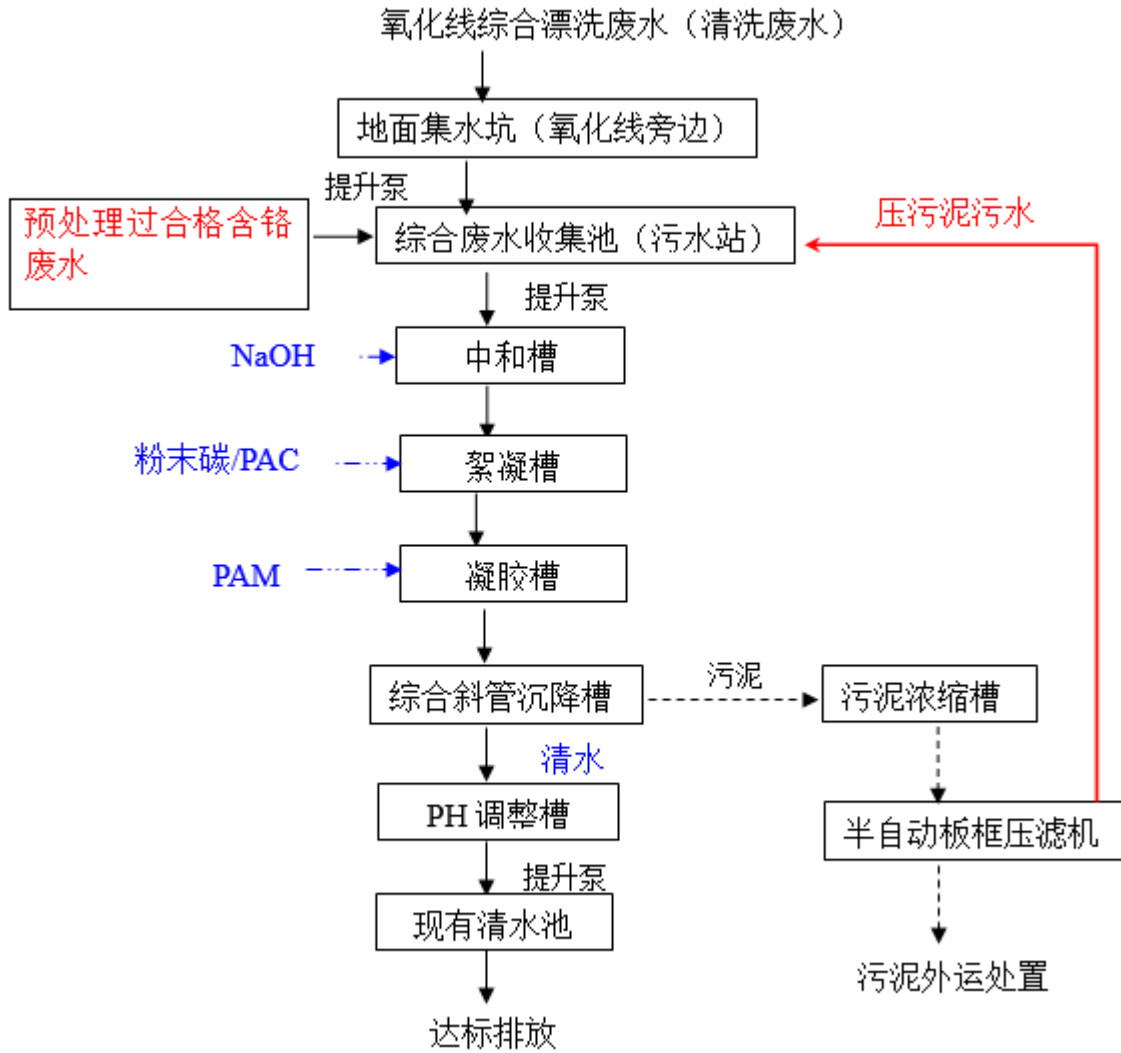 氧化线综合漂洗废水（清洗废水）
地面集水坑（氧化线旁边）
提升泵
预处理过合格含铬
废水
综合废水收集池（污水站）
压污泥污水
提升泵
NaOH
中和槽
粉末碳/PAC
絮凝槽
PAM
凝胶槽
综合斜管沉降槽
污泥
污泥浓缩槽
清水
PH 调整槽
半自动板框压滤机
提升泵
现有清水池
污泥外运处置
达标排放